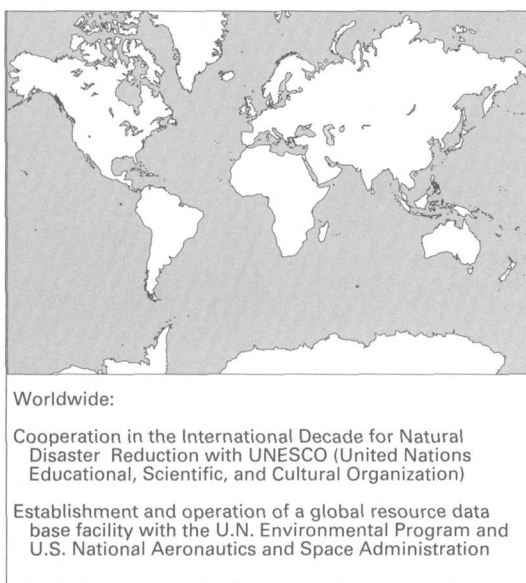 Worldwide:
Cooperation in the International Decade for Natural
Disaster Reduction with UNESCO (United Nations
Educational, Scientific, and Cultural Organization)
Establishment and operation of a global resource data
base facility with the U.N. Environmental Program and
U.S. National Aeronautics and Space Administration